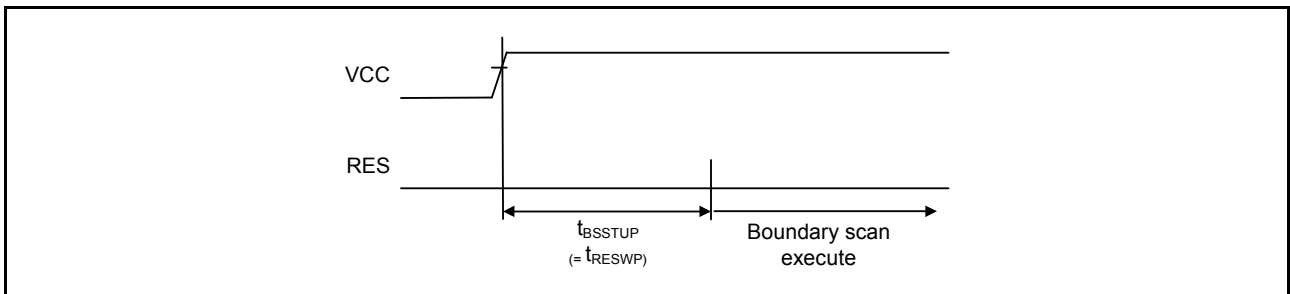 VCC
RES
tBSSTUP
(= tRESWP)
Boundary scan
execute